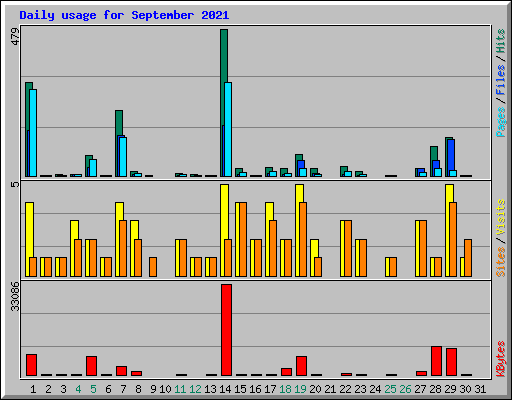 Daily usage for September 2021
479
Pages / Files / Hits
5
Sites / Visits
33086
KBytes
1 2 3 4 5 6 7 8 9 10 11 12 13 14 15 16 17 18 19 20 21 22 23 24 25 26 27 28 29 30 31